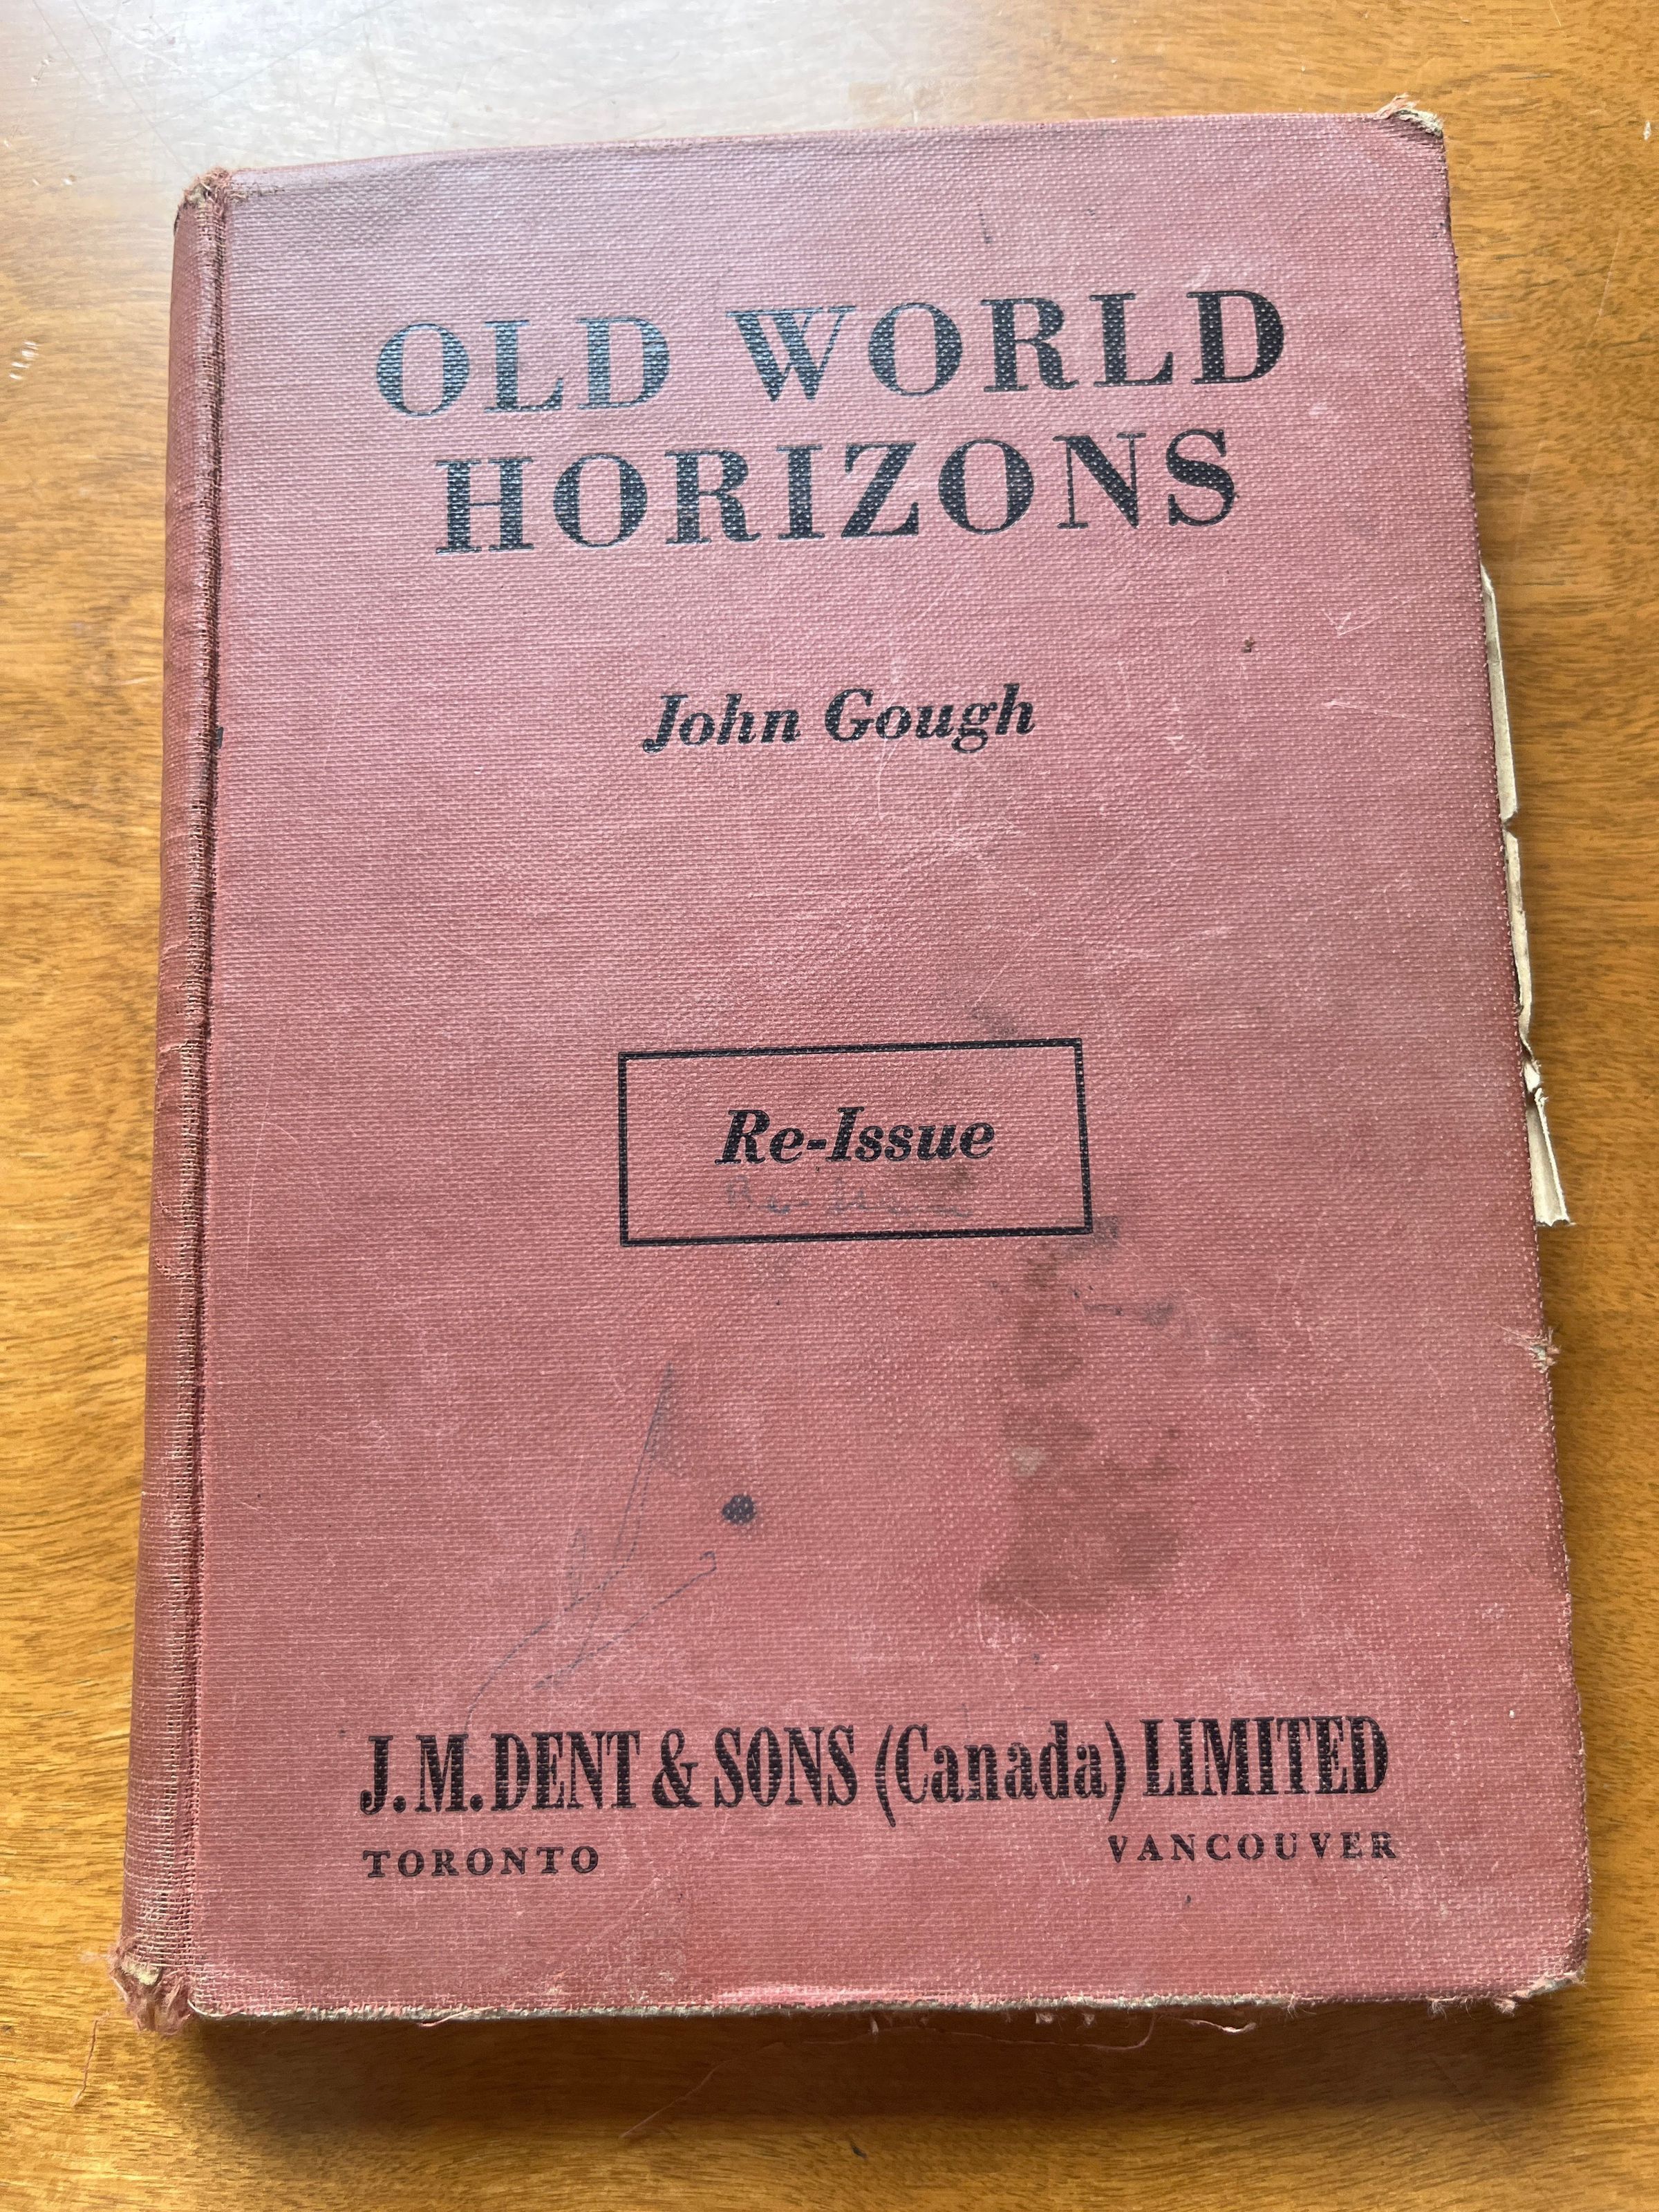 OLD WORLD
HORIZONS
John Gough
Re-Issue
J. M. DENT & SONS (Canada) LIMITED
TORONTO VANCOUVER